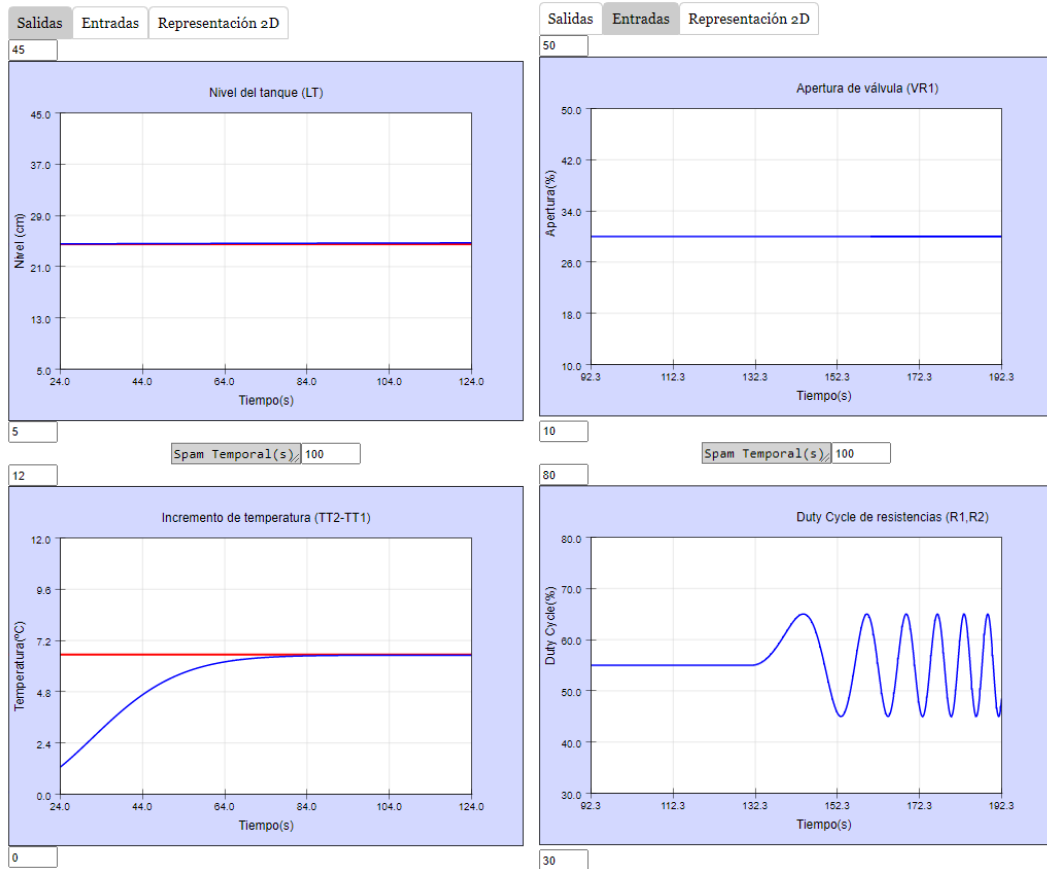 Salidas Entradas Representación 2D
45
Nivel del tanque (LT)
45.0
37.0
29.0
21.0
13.0
5.0
Nivel (cm)
24.0 44.0 64.0 84.0 104.0 124.0
Tiempo(s)
5
Spam Temporal(s) 100
12
Incremento de temperatura (TT2-TT1)
12.0
9.6
7.2
4.8
2.4
0.0
Temperatura(ºC)
24.0 44.0 64.0 84.0 104.0 124.0
Tiempo(s)
0
Salidas Entradas Representación 2D
50
Apertura de válvula (VR1)
50.0
42.0
34.0
26.0
18.0
10.0
Apertura(%)
92.3 112.3 132.3 152.3 172.3 192.3
Tiempo(s)
10
Spam Temporal(s) 100
80
Duty Cycle de resistencias (R1,R2)
80.0
70.0
60.0
50.0
40.0
30.0
Duty Cycle(%)
92.3 112.3 132.3 152.3 172.3 192.3
Tiempo(s)
30